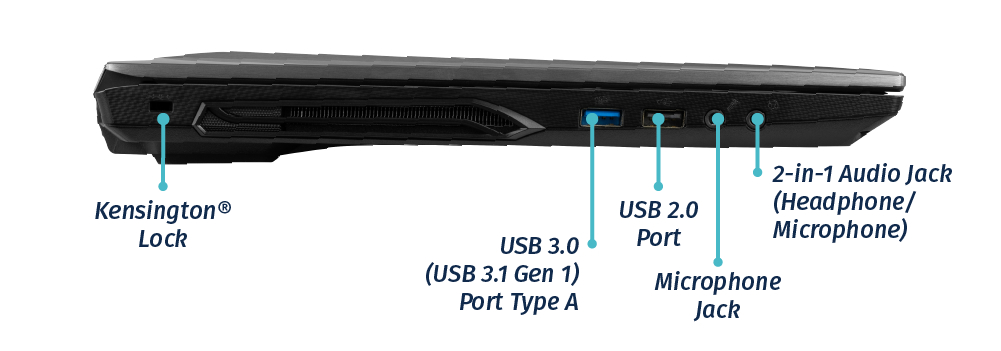 Kensington®
Lock
USB 3.0
(USB 3.1 Gen 1)
Port Type A
USB 2.0
Port
Microphone
Jack
2-in-1 Audio Jack
(Headphone/
Microphone)